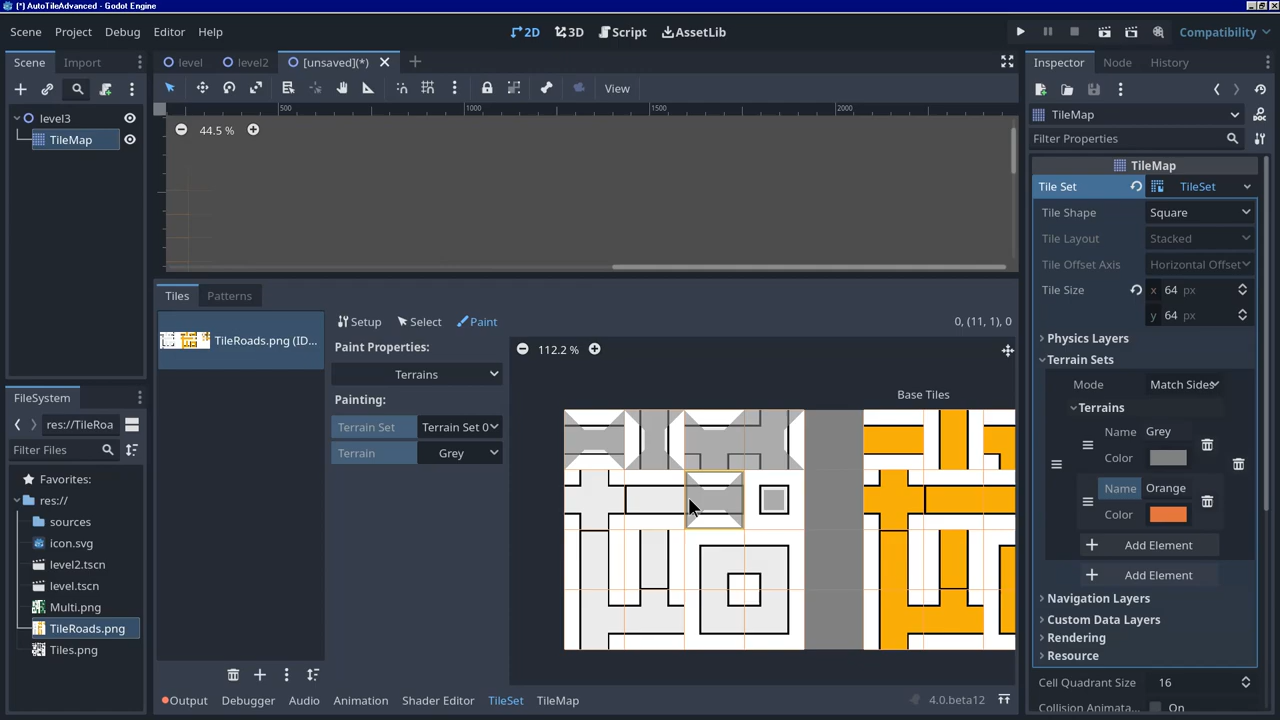 (*) AutoTileAdvanced - Godot Engine
Scene Project Debug Editor Help
2D 3D Script AssetLib
Compatibility
Scene Import
level level2 [unsaved](*)
Inspector Node History
View
500 1000 1500 2000
44.5 %
level3
TileMap
TileMap
Filter Properties
TileMap
Tile Set TileSet
Tile Shape Square
Tile Layout Stacked
Tile Offset Axis Horizontal Offset
Tile Size x 64 px
y 64 px
Physics Layers
Terrain Sets
Mode Match Sides
Terrains
Name Grey
Color
Name Orange
Color
Add Element
Add Element
Navigation Layers
Custom Data Layers
Rendering
Resource
Cell Quadrant Size 16
Collision Animata... On
Tiles Patterns
TileRoads.png (ID...
Setup Select Paint
0, (11, 1), 0
Paint Properties:
Terrains
Painting:
Terrain Set Terrain Set 0
Terrain Grey
112.2 %
Base Tiles
FileSystem
res://TileRoa
Filter Files
Favorites:
res://
sources
icon.svg
level2.tscn
level.tscn
Multi.png
TileRoads.png
Tiles.png
Output Debugger Audio Animation Shader Editor TileSet TileMap
4.0.beta12